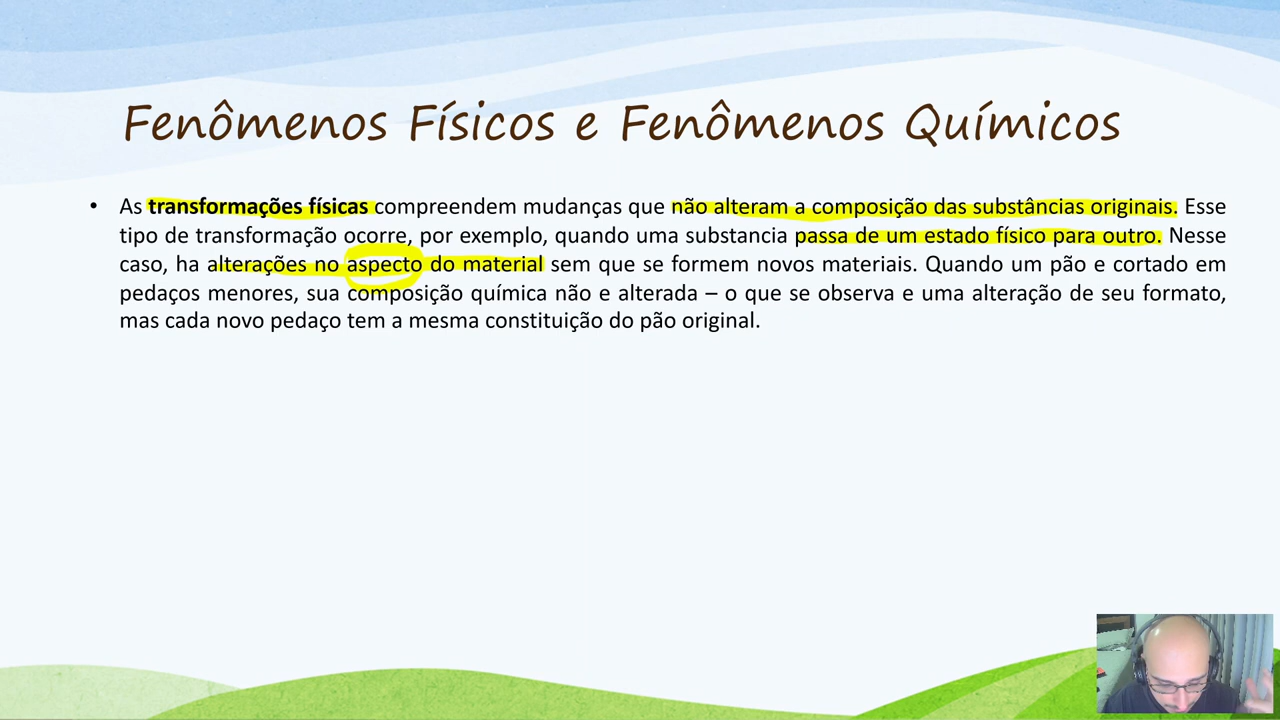 Fenômenos Físicos e Fenômenos Químicos
• As transformações físicas compreendem mudanças que não alteram a composição das substâncias originais. Esse
tipo de transformação ocorre, por exemplo, quando uma substancia passa de um estado físico para outro. Nesse
caso, ha alterações no aspecto do material sem que se formem novos materiais. Quando um pão e cortado em
pedaços menores, sua composição química não e alterada – o que se observa e uma alteração de seu formato,
mas cada novo pedaço tem a mesma constituição do pão original.